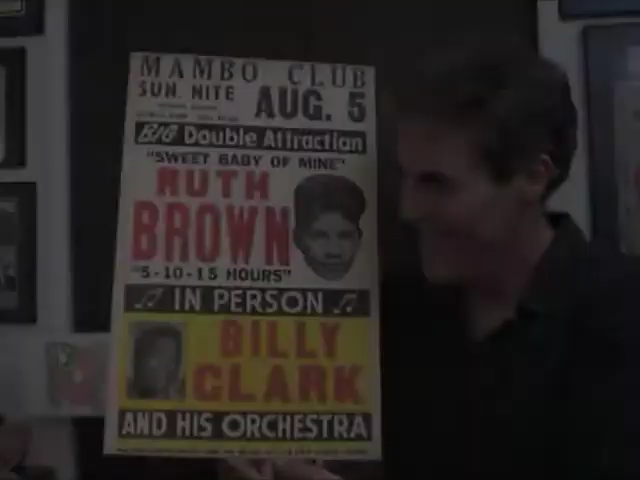 MAMBO CLUB
SUN. NITE
AUG. 5
BIG Double Attraction
"SWEET BABY OF MINE"
RUTH
BROWN
"5-10-15 HOURS"
IN PERSON
BILLY
CLARK
AND HIS ORCHESTRA